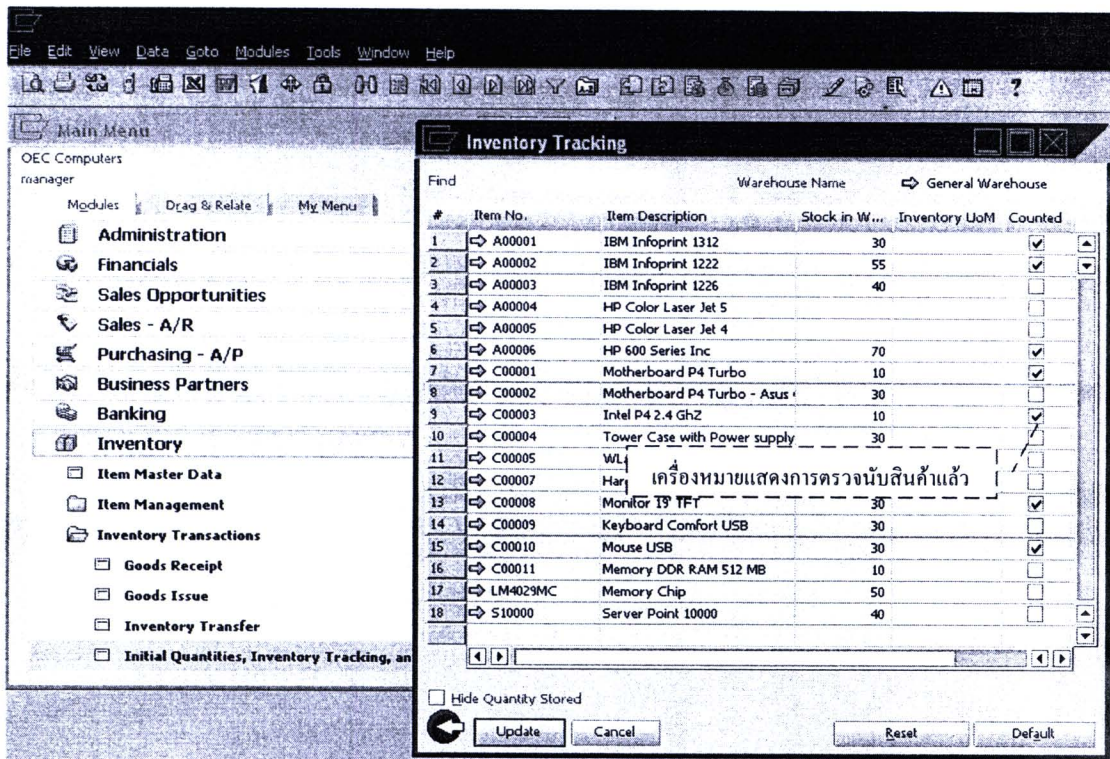 File Edit View Data Goto Modules Tools Window Help
Main Menu
OEC Computers
manager
Modules Drag & Relate My Menu
Administration
Financials
Sales Opportunities
Sales - A/R
Purchasing - A/P
Business Partners
Banking
Inventory
Item Master Data
Item Management
Inventory Transactions
Goods Receipt
Goods Issue
Inventory Transfer
Initial Quantities, Inventory Tracking, an
Inventory Tracking
Find Warehouse Name General Warehouse
# Item No. Item Description Stock in W... Inventory UoM Counted
1 A00001 IBM Infoprint 1312 30
2 A00002 IBM Infoprint 1222 55
3 A00003 IBM Infoprint 1226 40
4 A00004 HP Color Laser Jet 5
5 A00005 HP Color Laser Jet 4
6 A00006 HP 600 Series Inc 70
7 C00001 Motherboard P4 Turbo 10
8 C00002 Motherboard P4 Turbo - Asus 30
9 C00003 Intel P4 2.4 GhZ 10
10 C00004 Tower Case with Power supply 30
11 C00005 WL
เครื่องหมายแสดงการตรวจนับสินค้าแล้ว
12 C00007 Har
13 C00008 Monitor 19' TFT 30
14 C00009 Keyboard Comfort USB 30
15 C00010 Mouse USB 30
16 C00011 Memory DDR RAM 512 MB 10
17 LM4029MC Memory Chip 50
18 S10000 Server Point 10000 40
Hide Quantity Stored
Update Cancel Reset Default